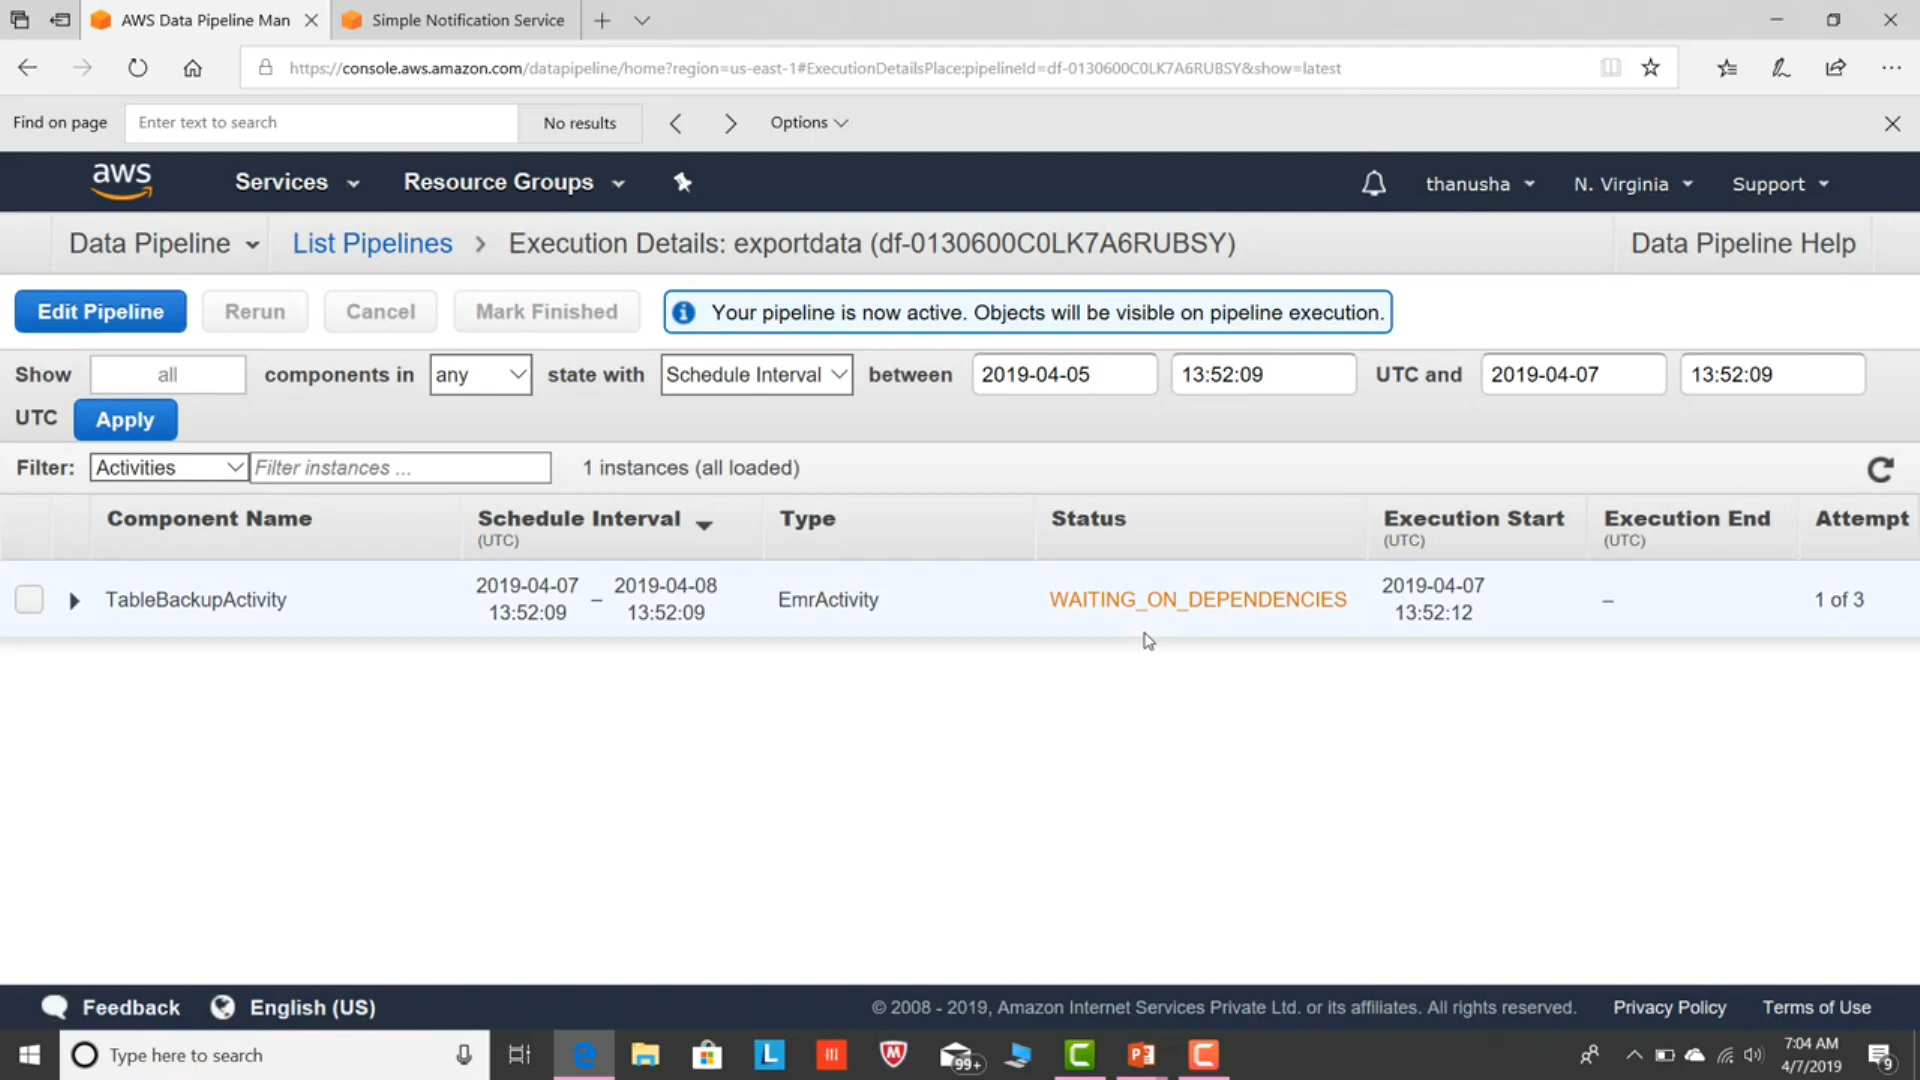 AWS Data Pipeline Man
Simple Notification Service
https://console.aws.amazon.com/datapipeline/home?region=us-east-1#ExecutionDetailsPlace:pipelineId=df-0130600C0LK7A6RUBSY&show=latest
Find on page
Enter text to search
No results
Options
aws
Services
Resource Groups
thanusha
N. Virginia
Support
Data Pipeline
List Pipelines
Execution Details: exportdata (df-0130600C0LK7A6RUBSY)
Data Pipeline Help
Edit Pipeline
Rerun
Cancel
Mark Finished
Your pipeline is now active. Objects will be visible on pipeline execution.
Show all components in any state with Schedule Interval between 2019-04-05 13:52:09 UTC and 2019-04-07 13:52:09
UTC Apply
Filter: Activities Filter instances ... 1 instances (all loaded)
Component Name Schedule Interval Type Status Execution Start Execution End Attempt
(UTC) (UTC) (UTC)
TableBackupActivity 2019-04-07 13:52:09 – 2019-04-08 13:52:09 EmrActivity WAITING_ON_DEPENDENCIES 2019-04-07 13:52:12 – 1 of 3
Feedback
English (US)
© 2008 - 2019, Amazon Internet Services Private Ltd. or its affiliates. All rights reserved.
Privacy Policy
Terms of Use
Type here to search
L
99+
C
C
7:04 AM
4/7/2019
9